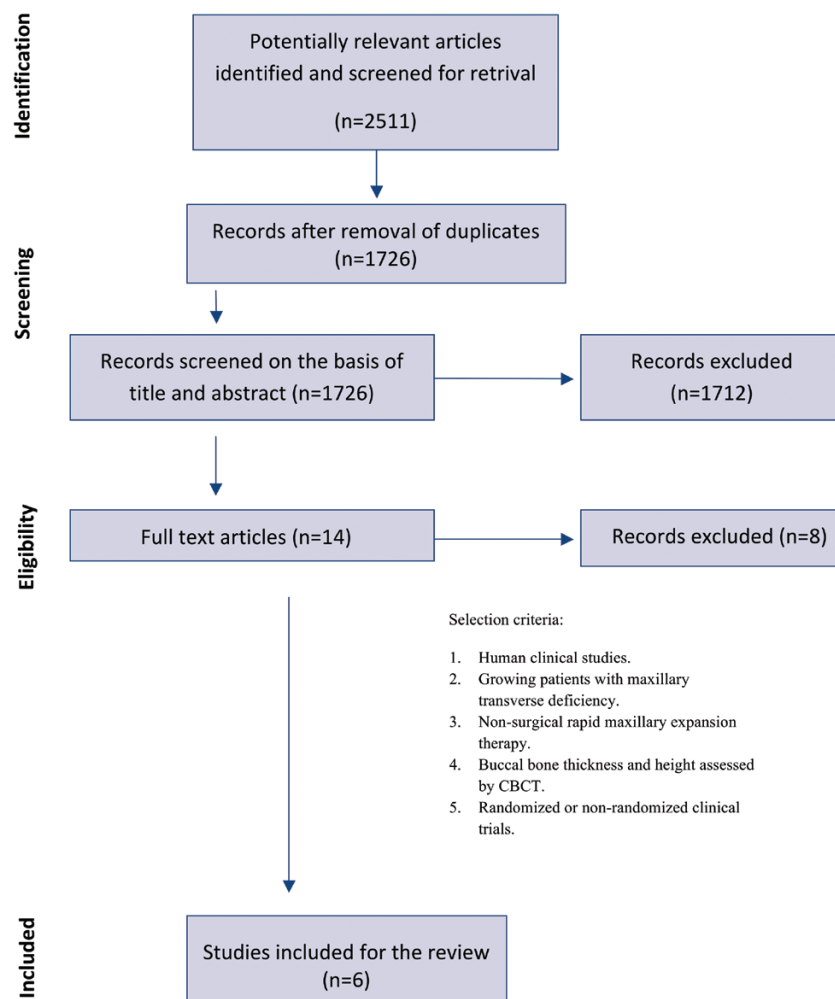 Identification
Potentially relevant articles
identified and screened for retrival
(n=2511)
Screening
Records after removal of duplicates
(n=1726)
Records screened on the basis of
title and abstract (n=1726)
Records excluded
(n=1712)
Eligibility
Full text articles (n=14)
Records excluded (n=8)
Selection criteria:
1. Human clinical studies.
2. Growing patients with maxillary
transverse deficiency.
3. Non-surgical rapid maxillary expansion
therapy.
4. Buccal bone thickness and height assessed
by CBCT.
5. Randomized or non-randomized clinical
trials.
Included
Studies included for the review
(n=6)